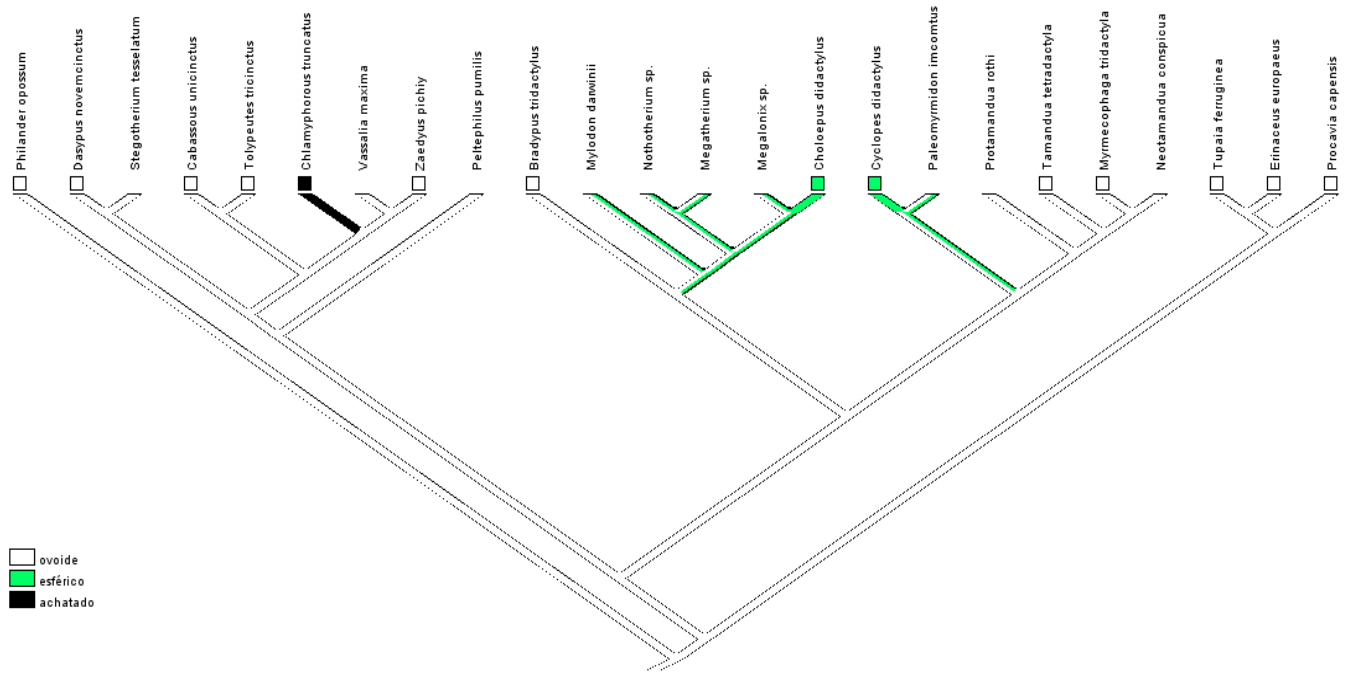 Philander opossum
Dasypus novemcinctus
Stegotherium tesselatum
Cabassous unicinctus
Tolypeutes tricinctus
Chlamyphorous truncatus
Vassalia maxima
Zaedyus pichiy
Peltephilus pumilis
Bradypus tridactylus
Mylodon darwinii
Nothotherium sp.
Megatherium sp.
Megalonix sp.
Choloepus didactylus
Cyclopes didactylus
Paleomyrmidon imcomtus
Protamandua rothi
Tamandua tetradactyla
Myrmecophaga tridactyla
Neotamandua conspicua
Tupaia ferruginea
Erinaceus europaeus
Procavia capensis
ovoide
esférico
achatado